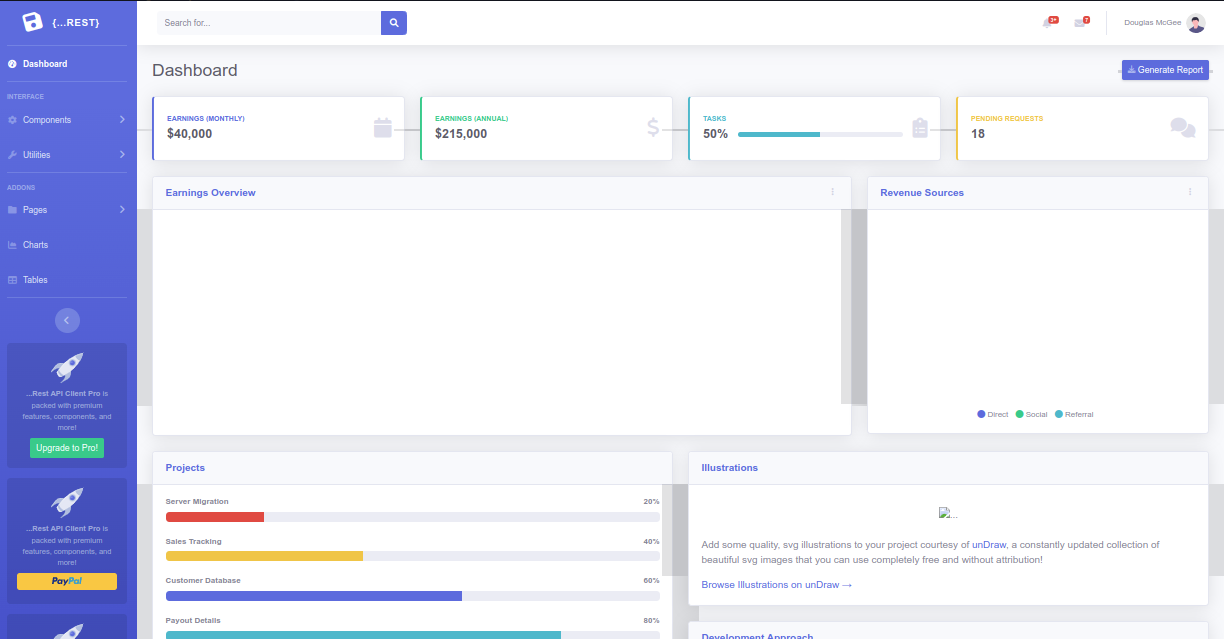 {...REST}
Search for...
3+
7
Douglas McGee
Dashboard
INTERFACE
Components
Utilities
ADDONS
Pages
Charts
Tables
...Rest API Client Pro is
packed with premium
features, components, and
more!
Upgrade to Pro!
...Rest API Client Pro is
packed with premium
features, components, and
more!
PayPal
Dashboard
Generate Report
EARNINGS (MONTHLY)
$40,000
EARNINGS (ANNUAL)
$215,000
$
TASKS
50%
PENDING REQUESTS
18
Earnings Overview
Revenue Sources
Direct Social Referral
Projects
Server Migration 20%
Sales Tracking 40%
Customer Database 60%
Payout Details 80%
Illustrations
...
Add some quality, svg illustrations to your project courtesy of unDraw, a constantly updated collection of
beautiful svg images that you can use completely free and without attribution!
Browse Illustrations on unDraw →
Development Approach